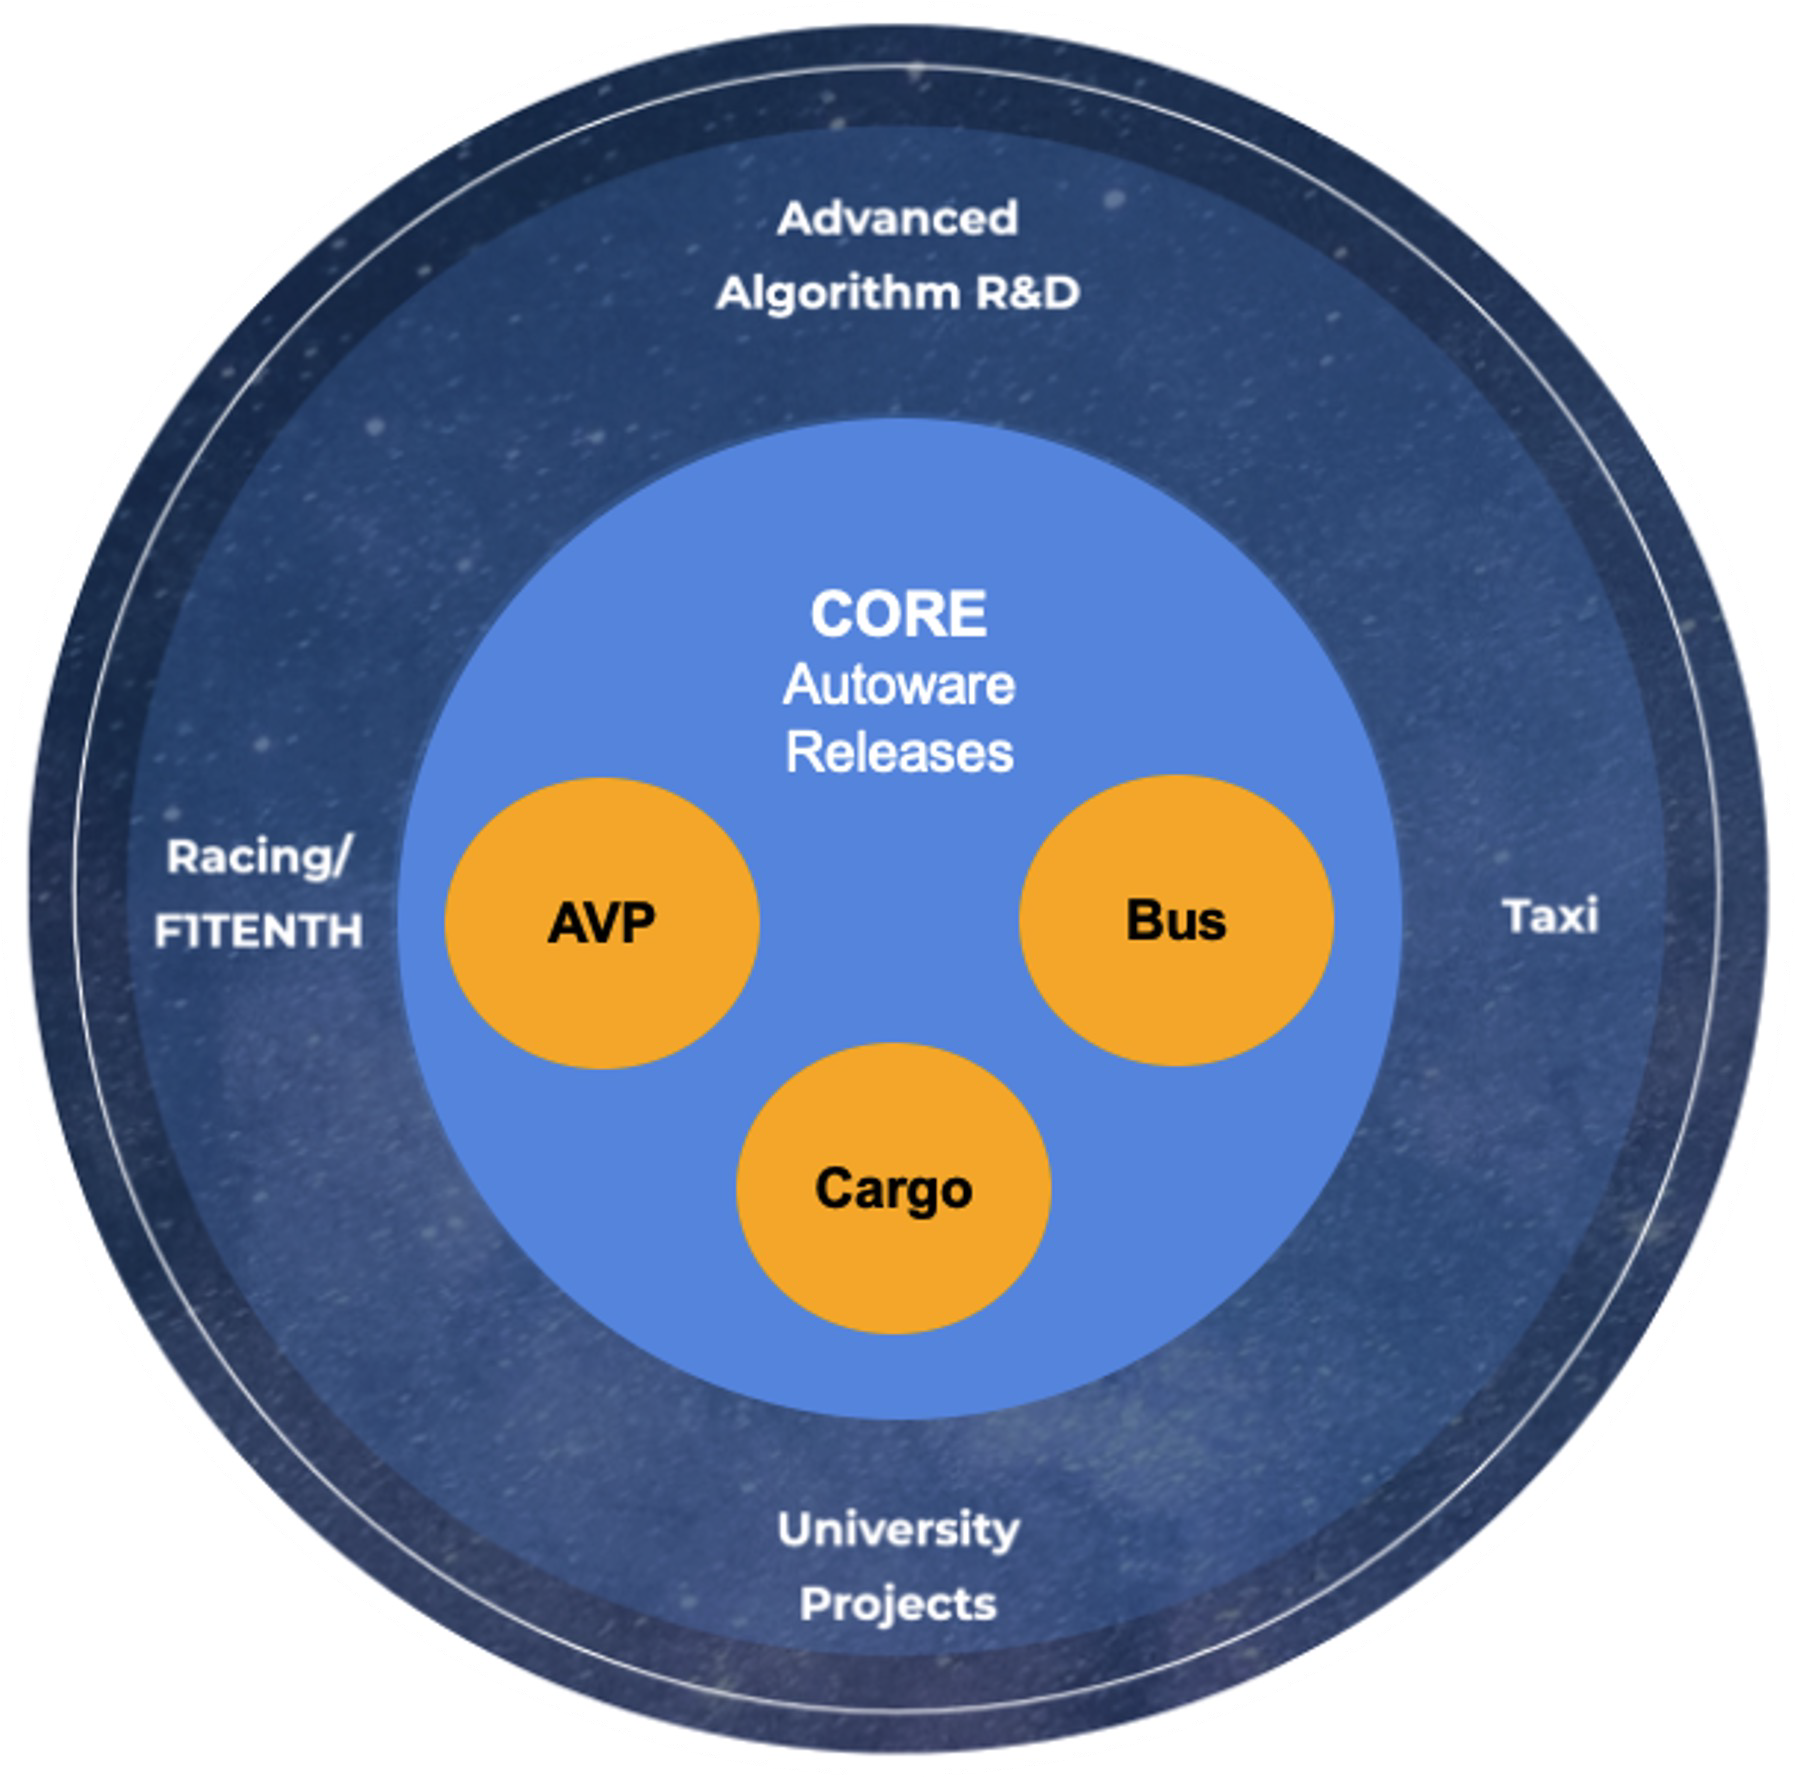 Advanced
Algorithm R&D
CORE
Autoware
Releases
Racing/
F1TENTH
AVP
Bus
Taxi
Cargo
University
Projects